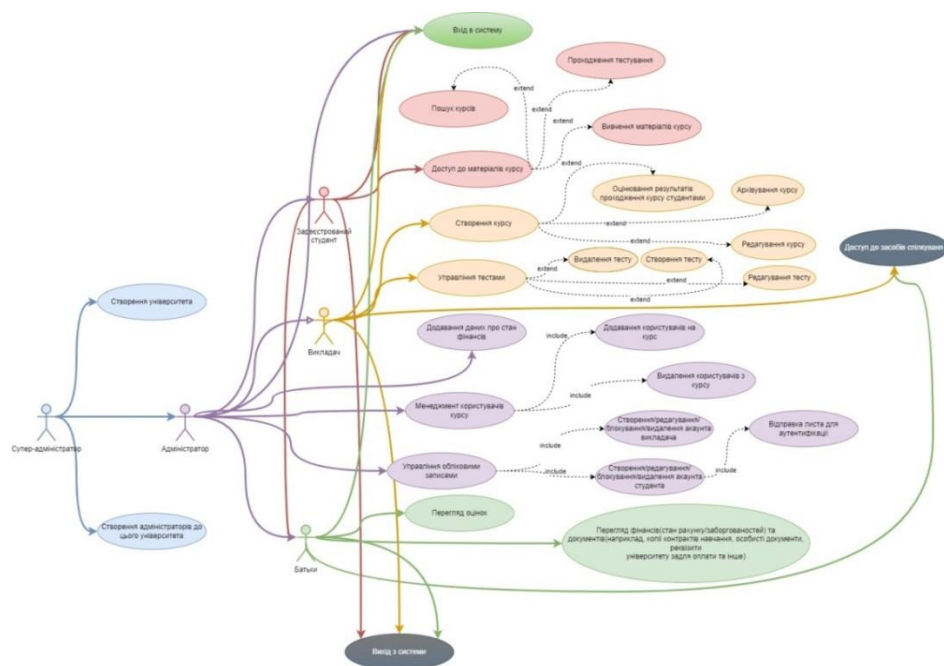 Вхід в систему
Проходження тестування
extend
extend
Пошук курсів
extend
Вивчення матеріалів курсу
extend
Доступ до матеріалів курсу
Зареєстрований
студент
extend
Оцінювання результатів
проходження курсу студентами
Архівування курсу
extend
Створення курсу
extend
Редагування курсу
Доступ до засобів спілкування
Управління тестами
extend
Видалення тесту
Створення тесту
extend
Редагування тесту
extend
Створення університета
Викладач
Додавання даних про стан
фінансів
include
Додавання користувачів на
курс
Видалення користувачів з
курсу
Менеджмент користувачів
курсу
include
Супер-адміністратор
Адміністратор
Створення/редагування/
блокування/видалення акаунта
викладача
Відправка листа для
аутентифікації
include
Управління обліковими
записами
include
Створення/редагування/
блокування/видалення акаунта
студента
include
Створення адміністраторів до
цього університета
Перегляд оцінок
Батьки
Перегляд фінансів(стан рахунку/заборгованостей) та
документів(наприклад, копії контрактів навчання, особисті документи,
реквізити
університету задля оплати та інше)
Вихід з системи